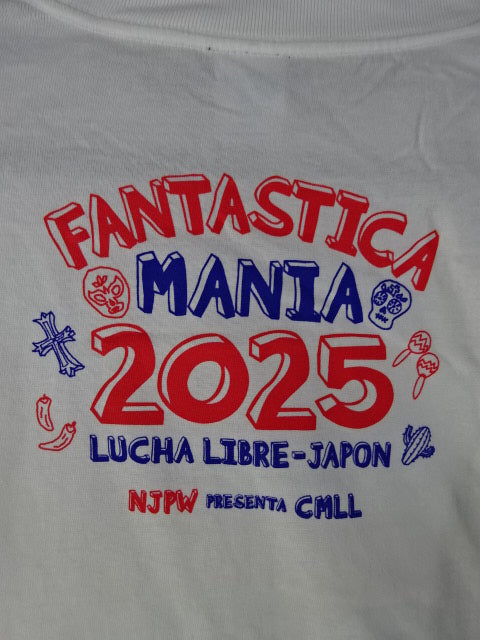 FANTASTICA
MANIA
2025
LUCHA LIBRE-JAPON
NJPW PRESENTA CMLL